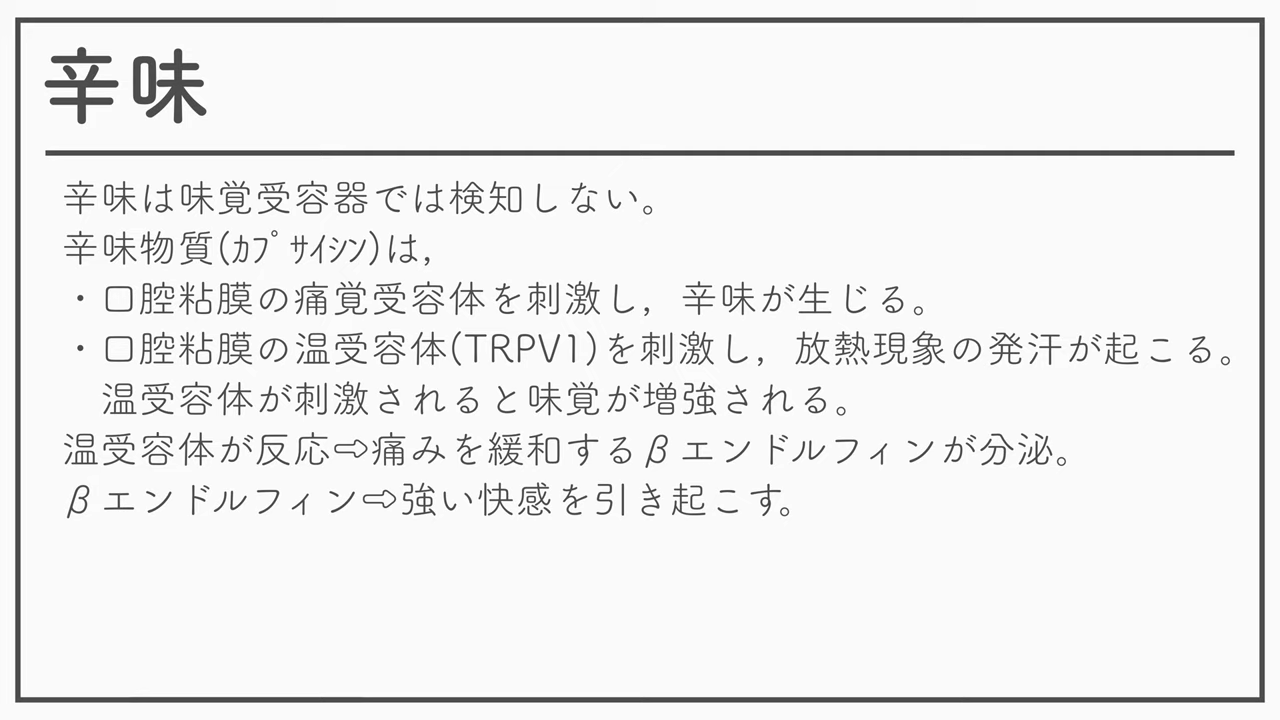 辛味
辛味は味覚受容器では検知しない。
辛味物質(ｶﾌﾟｻｲｼﾝ)は，
・口腔粘膜の痛覚受容体を刺激し，辛味が生じる。
・口腔粘膜の温受容体(TRPV1)を刺激し，放熱現象の発汗が起こる。
温受容体が刺激されると味覚が増強される。
温受容体が反応⇨痛みを緩和するβエンドルフィンが分泌。
βエンドルフィン⇨強い快感を引き起こす。